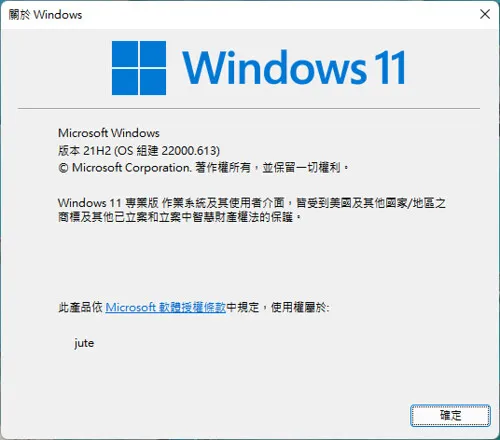 關於 Windows
Windows 11
Microsoft Windows
版本 21H2 (OS 組建 22000.613)
© Microsoft Corporation. 著作權所有，並保留一切權利。
Windows 11 專業版 作業系統及其使用者介面，皆受到美國及其他國家/地區之
商標及其他已立案和立案中智慧財產權法的保護。
此產品依 Microsoft 軟體授權條款中規定，使用權屬於:
jute
確定